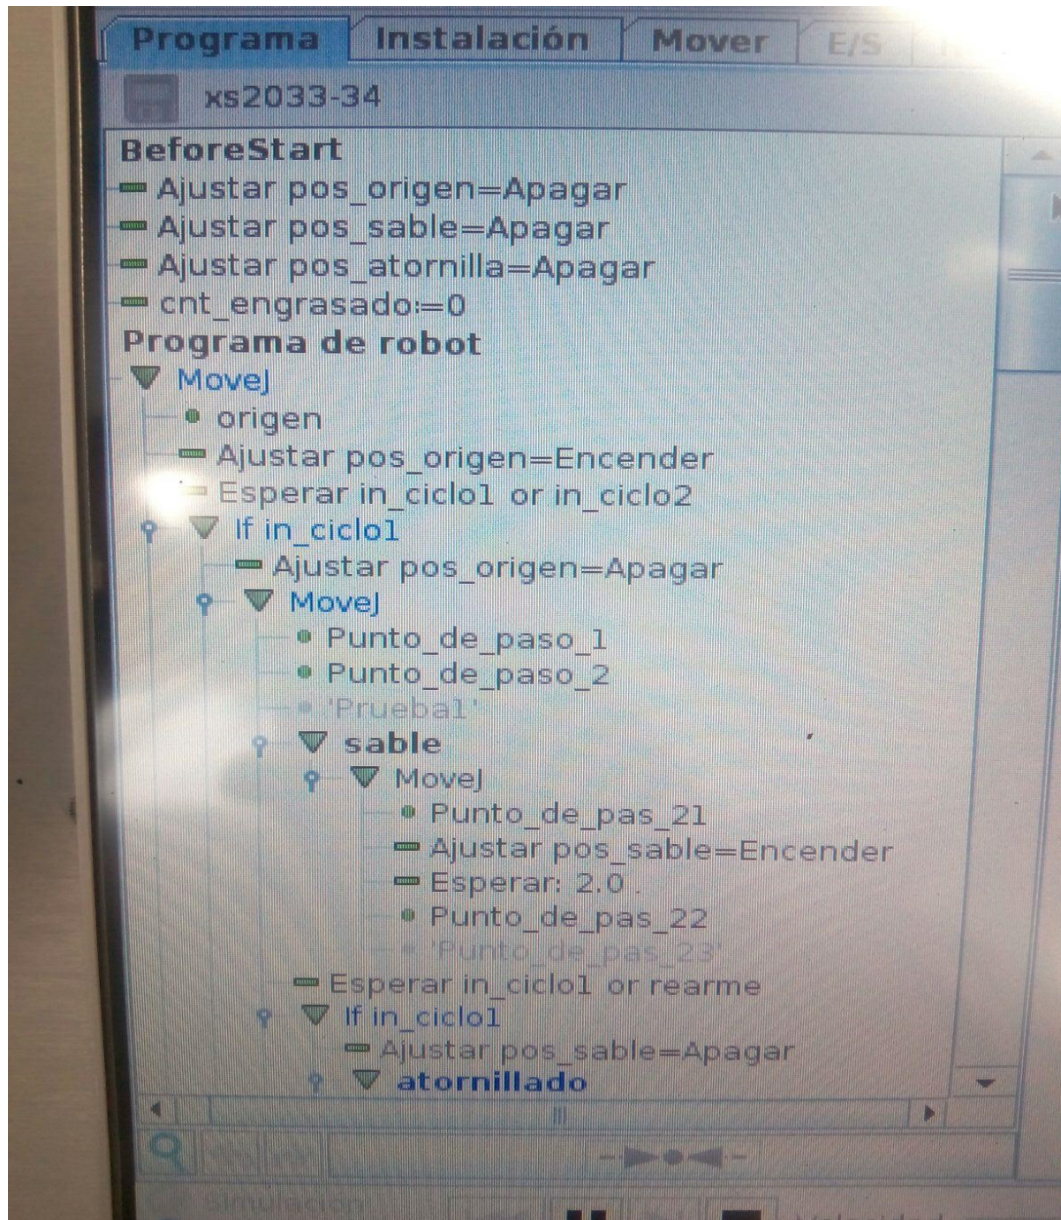 Programa Instalación Mover E/S
xs2033-34
BeforeStart
Ajustar pos_origen=Apagar
Ajustar pos_sable=Apagar
Ajustar pos_atornilla=Apagar
cnt_engrasado:=0
Programa de robot
MoveJ
origen
Ajustar pos_origen=Encender
Esperar in_ciclo1 or in_ciclo2
If in_ciclo1
Ajustar pos_origen=Apagar
MoveJ
Punto_de_paso_1
Punto_de_paso_2
'Prueba1'
sable
MoveJ
Punto_de_pas_21
Ajustar pos_sable=Encender
Esperar: 2.0
Punto_de_pas_22
'Punto_de_pas_23'
Esperar in_ciclo1 or rearme
If in_ciclo1
Ajustar pos_sable=Apagar
atornillado
Simulación